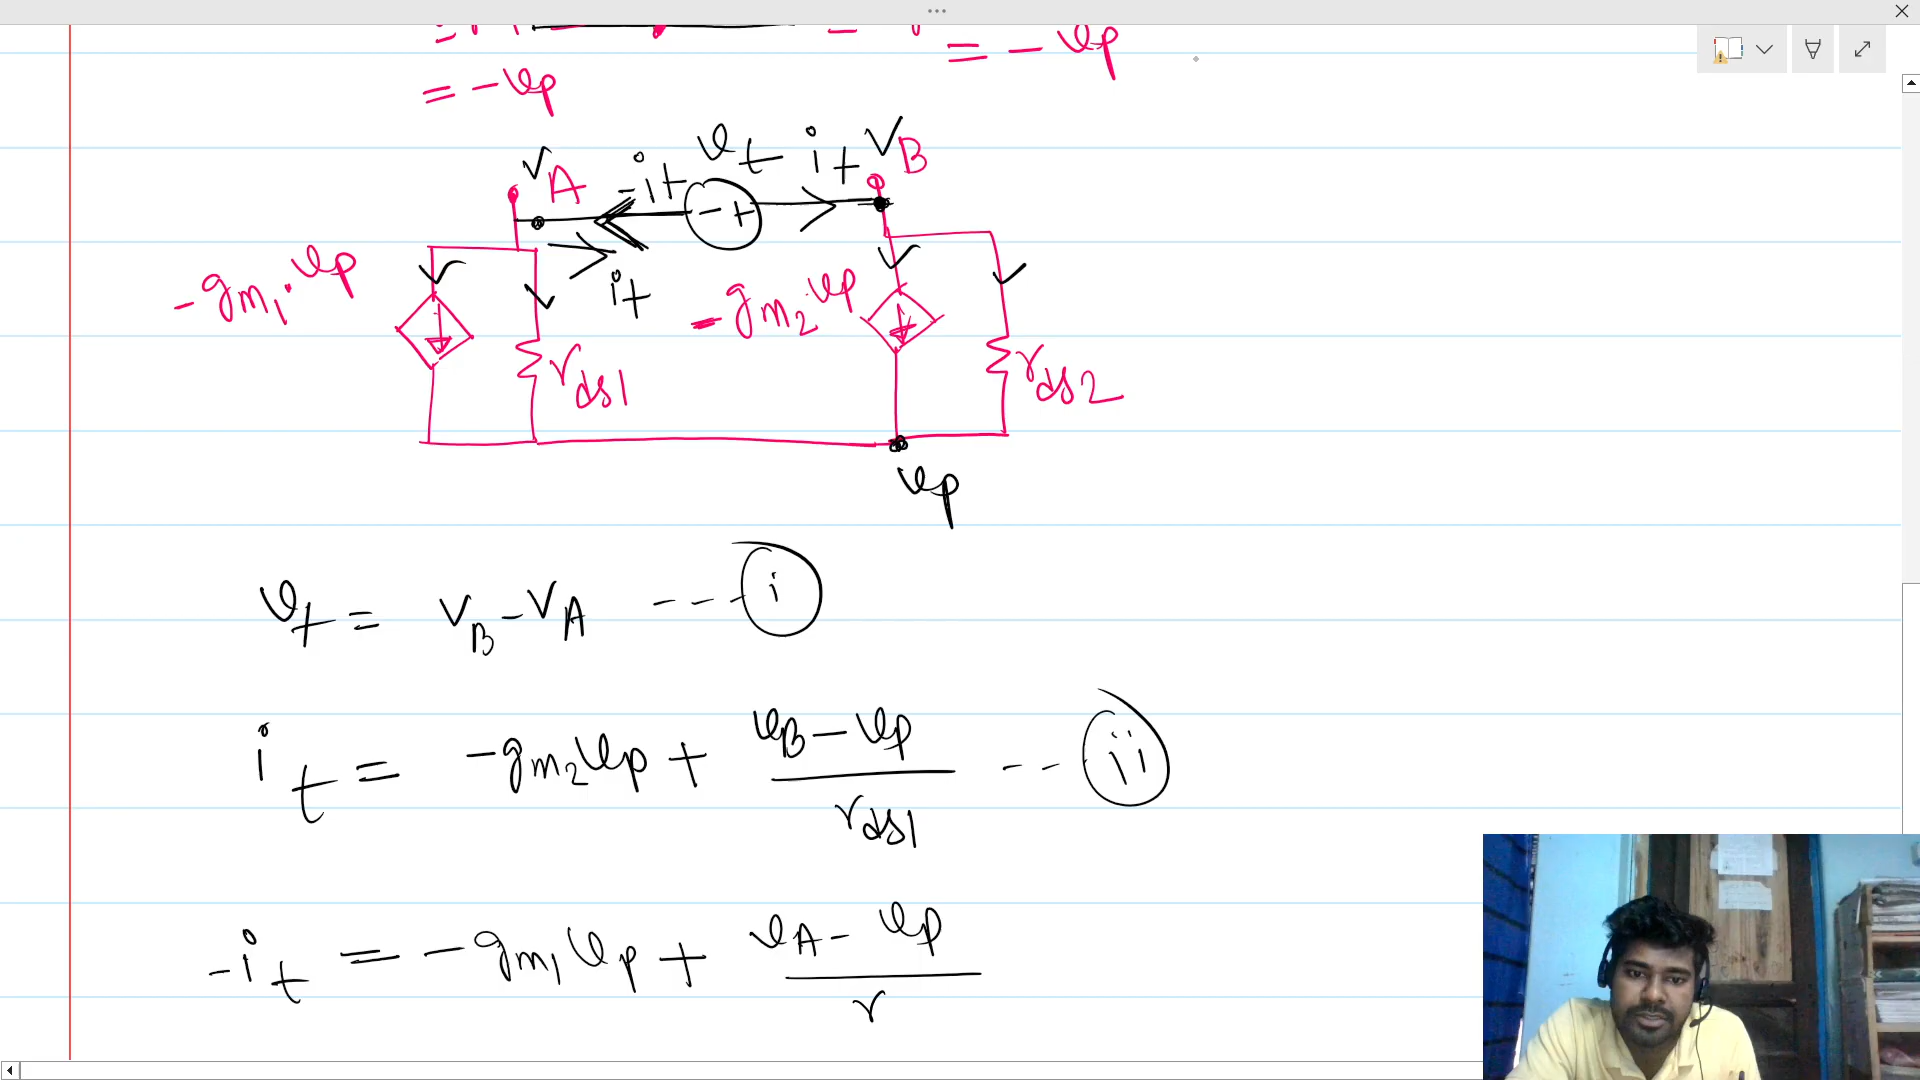 = - vp
= - vp
VA -it vt it VB
- +
it
-gm1.vp
rds1
-gm2.vp
rds2
vp
vt = VB - VA --- (i)
it = -gm2vp + (vB - vp) / rds1 -- (ii)
-it = -gm1vp + (vA - vp) / r